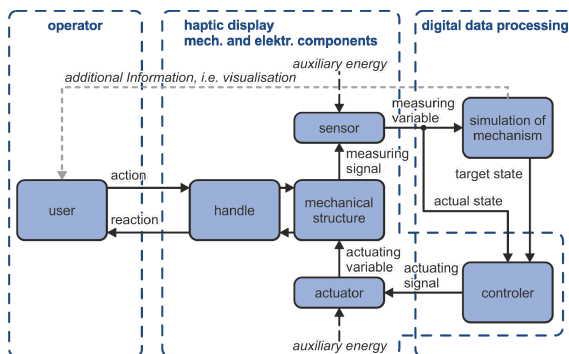 operator
haptic display
mech. and elektr. components
digital data processing
auxiliary energy
additional Information, i.e. visualisation
measuring
variable
sensor
simulation of
mechanism
measuring
signal
target state
action
user
handle
mechanical
structure
actual state
reaction
actuating
variable
actuating
signal
actuator
controler
auxiliary energy